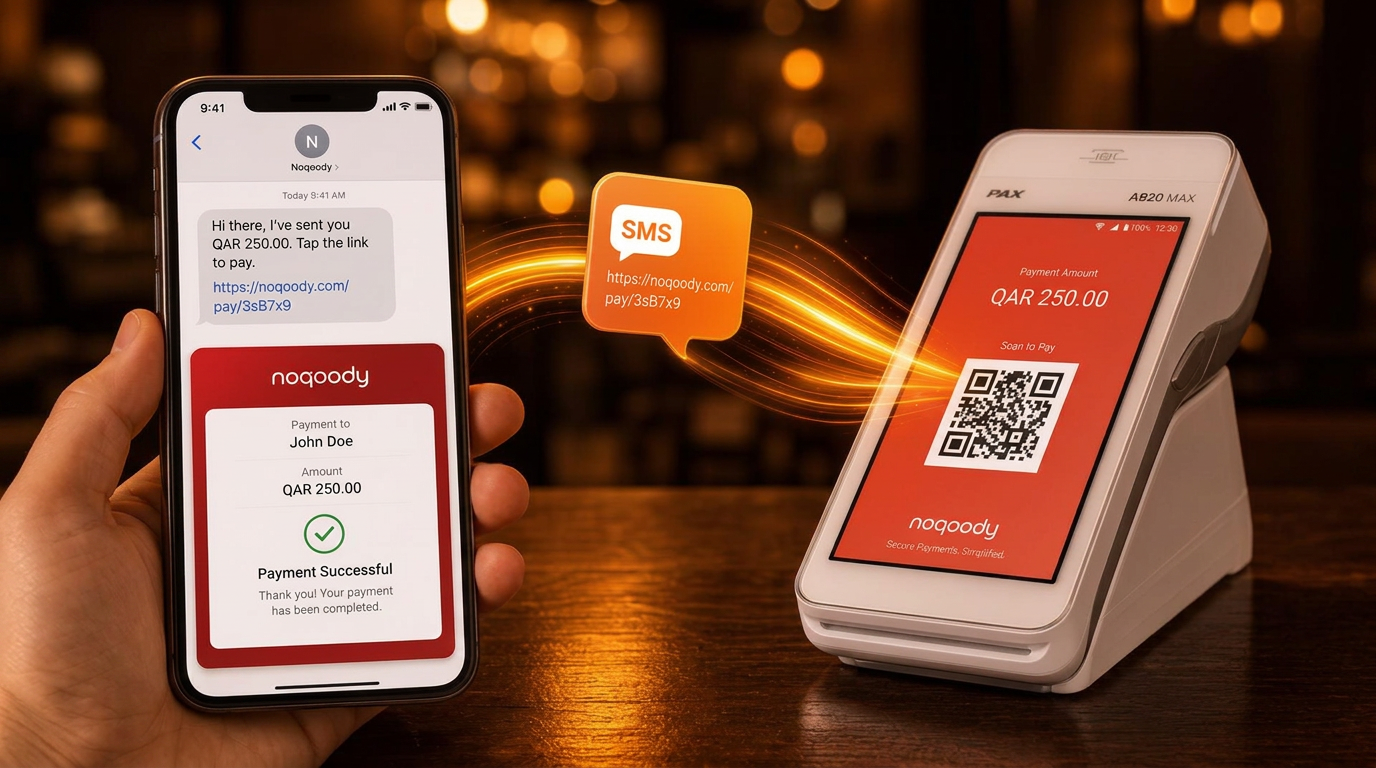 9:41
N
Noqoody
Today 9:41 AM
Hi there, I've sent you
QAR 250.00. Tap the link
to pay.
https://noqoody.com/
pay/3sB7x9
noqoody
Payment to
John Doe
Amount
QAR 250.00
Payment Successful
Thank you! Your payment
has been completed.
SMS
https://noqoody.com/
pay/3sB7x9
PAX
AB20 MAX
100% 12:30
Payment Amount
QAR 250.00
Scan to Pay
noqoody
Secure Payments. Simplified.